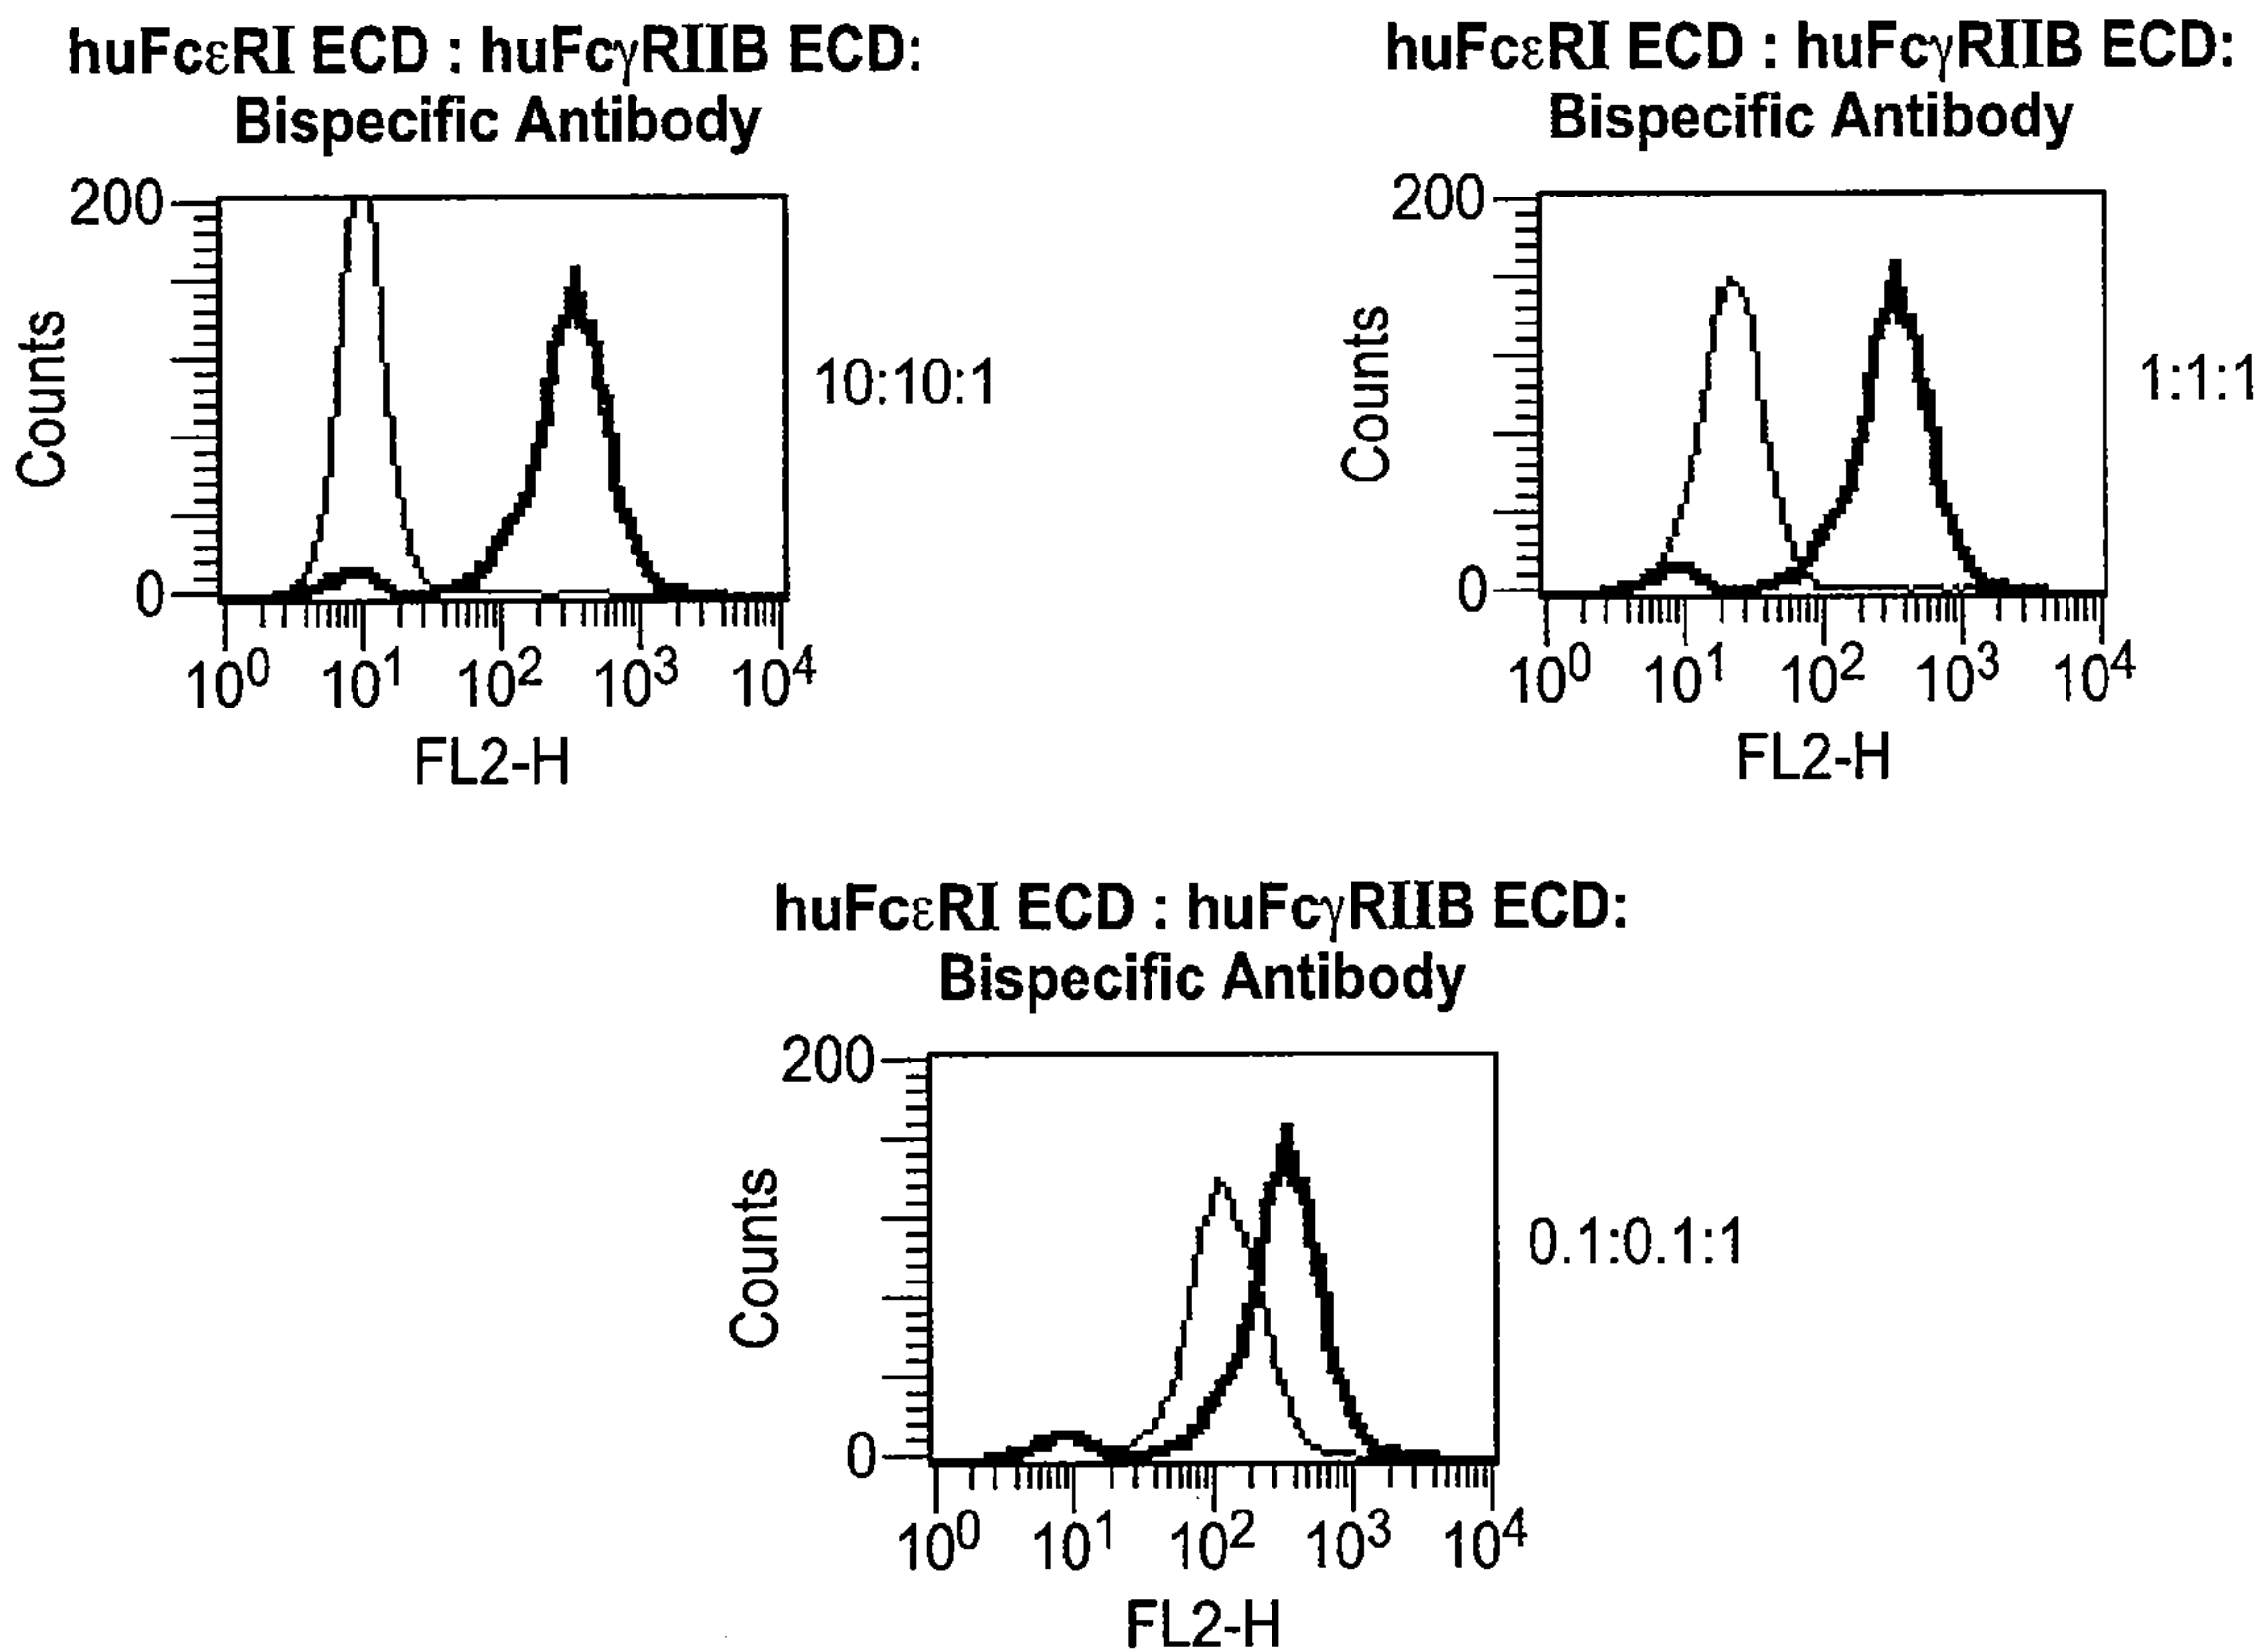 huFcεRI ECD : huFcγRIIB ECD:
Bispecific Antibody
200
Counts
10:10:1
0
10⁰ 10¹ 10² 10³ 10⁴
FL2-H
huFcεRI ECD : huFcγRIIB ECD:
Bispecific Antibody
200
Counts
1:1:1
0
10⁰ 10¹ 10² 10³ 10⁴
FL2-H
huFcεRI ECD : huFcγRIIB ECD:
Bispecific Antibody
200
Counts
0.1:0.1:1
0
10⁰ 10¹ 10² 10³ 10⁴
FL2-H